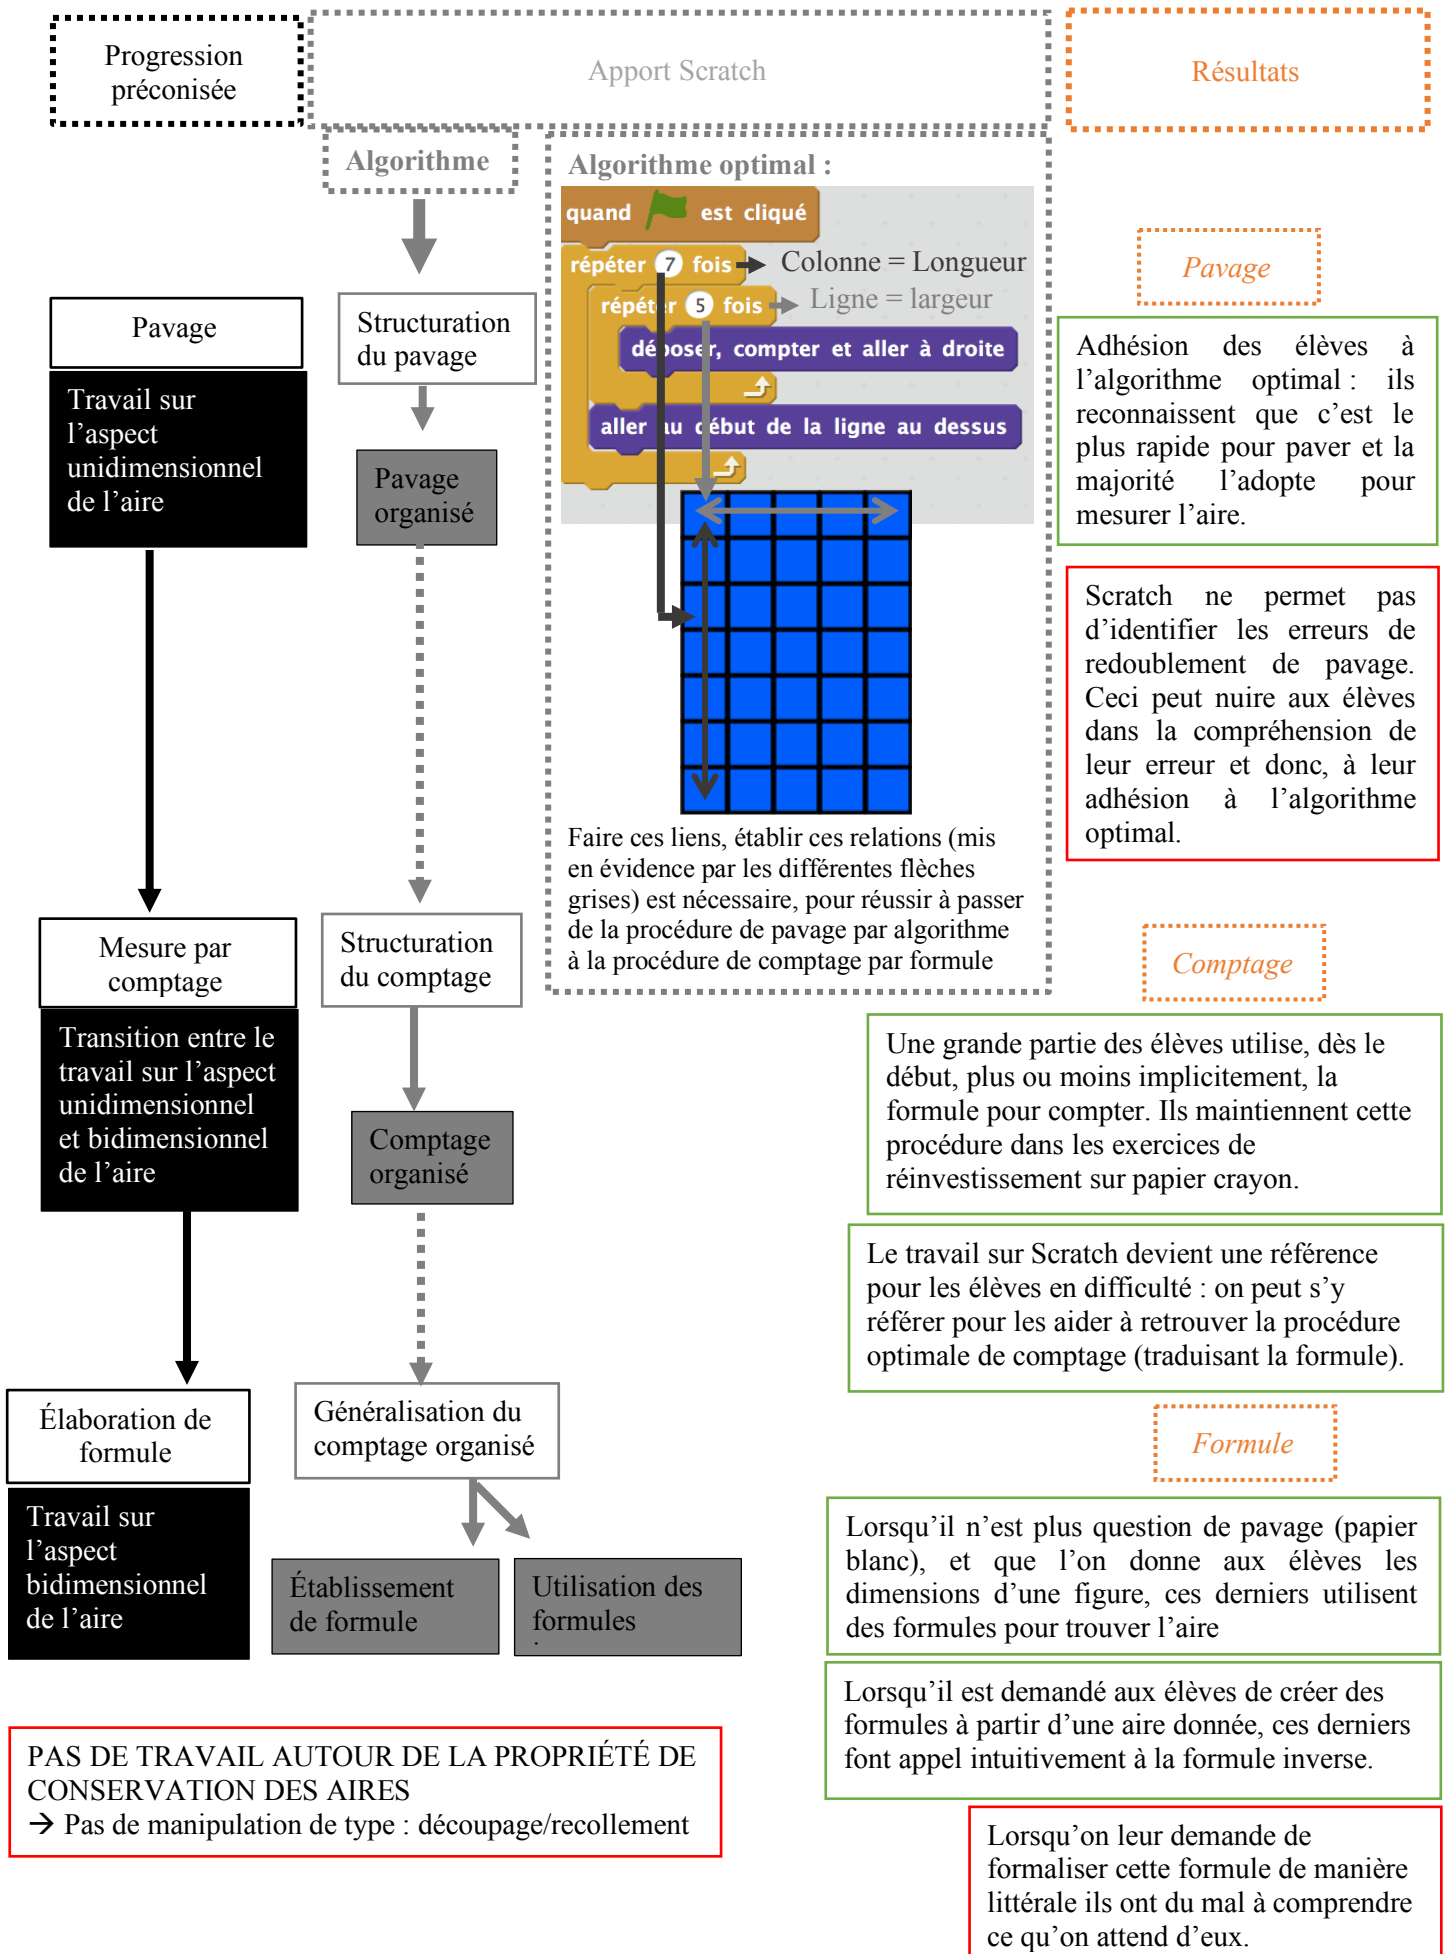 Progression
préconisée
Apport Scratch
Résultats
Algorithme
Algorithme optimal :
quand est cliqué
répéter 7 fois
Colonne = Longueur
répéter 5 fois
Ligne = largeur
déposer, compter et aller à droite
aller au début de la ligne au dessus
Faire ces liens, établir ces relations (mis
en évidence par les différentes flèches
grises) est nécessaire, pour réussir à passer
de la procédure de pavage par algorithme
à la procédure de comptage par formule
Pavage
Travail sur
l’aspect
unidimensionnel
de l’aire
Structuration
du pavage
Pavage
organisé
Pavage
Adhésion des élèves à
l’algorithme optimal : ils
reconnaissent que c’est le
plus rapide pour paver et la
majorité l’adopte pour
mesurer l’aire.
Scratch ne permet pas
d’identifier les erreurs de
redoublement de pavage.
Ceci peut nuire aux élèves
dans la compréhension de
leur erreur et donc, à leur
adhésion à l’algorithme
optimal.
Mesure par
comptage
Transition entre le
travail sur l’aspect
unidimensionnel
et bidimensionnel
de l’aire
Structuration
du comptage
Comptage
organisé
Comptage
Une grande partie des élèves utilise, dès le
début, plus ou moins implicitement, la
formule pour compter. Ils maintiennent cette
procédure dans les exercices de
réinvestissement sur papier crayon.
Le travail sur Scratch devient une référence
pour les élèves en difficulté : on peut s’y
référer pour les aider à retrouver la procédure
optimale de comptage (traduisant la formule).
Élaboration de
formule
Travail sur
l’aspect
bidimensionnel
de l’aire
Généralisation du
comptage organisé
Établissement
de formule
Utilisation des
formules
Formule
Lorsqu’il n’est plus question de pavage (papier
blanc), et que l’on donne aux élèves les
dimensions d’une figure, ces derniers utilisent
des formules pour trouver l’aire
Lorsqu’il est demandé aux élèves de créer des
formules à partir d’une aire donnée, ces derniers
font appel intuitivement à la formule inverse.
Lorsqu’on leur demande de
formaliser cette formule de manière
littérale ils ont du mal à comprendre
ce qu’on attend d’eux.
PAS DE TRAVAIL AUTOUR DE LA PROPRIÉTÉ DE
CONSERVATION DES AIRES
→ Pas de manipulation de type : découpage/recollement